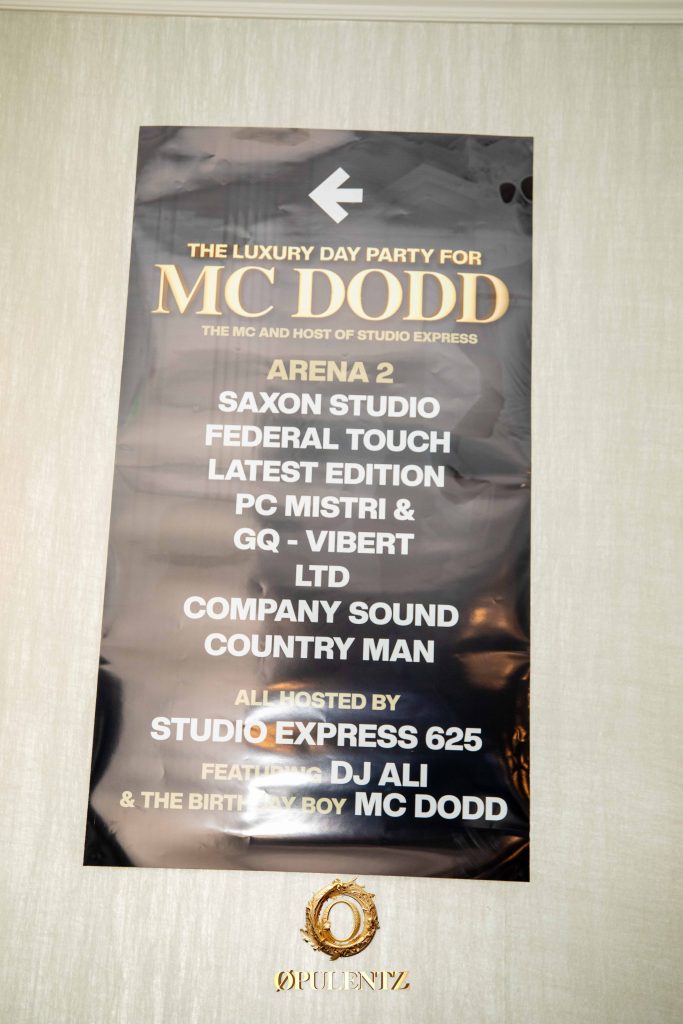 THE LUXURY DAY PARTY FOR
MC DODD
THE MC AND HOST OF STUDIO EXPRESS
ARENA 2
SAXON STUDIO
FEDERAL TOUCH
LATEST EDITION
PC MISTRI &
GQ - VIBERT
LTD
COMPANY SOUND
COUNTRY MAN
ALL HOSTED BY
STUDIO EXPRESS 625
FEATURING DJ ALI
& THE BIRTHDAY BOY MC DODD
ØPULENTZ